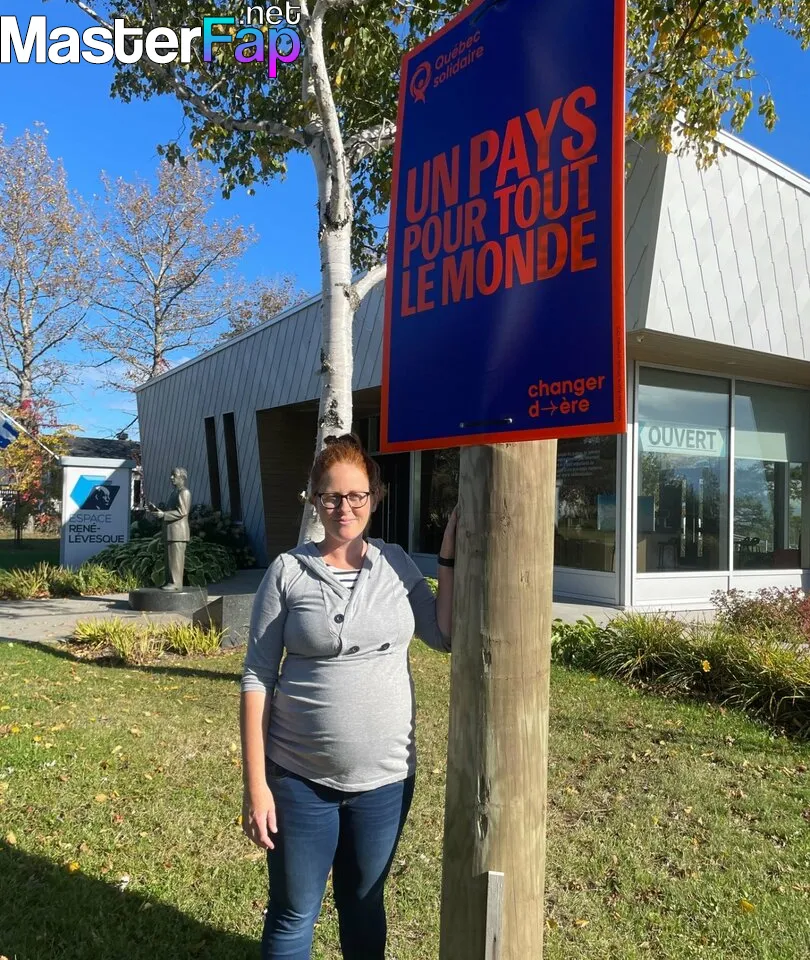 MasterFap.net
Québec
solidaire
UN PAYS
POUR TOUT
LE MONDE
changer
d→ère
OUVERT
ESPACE
RENÉ-
LÉVESQUE